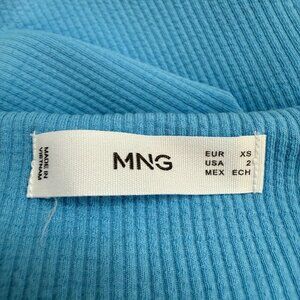 MADE IN
VIETNAM
MNG
EUR XS
USA 2
MEX ECH